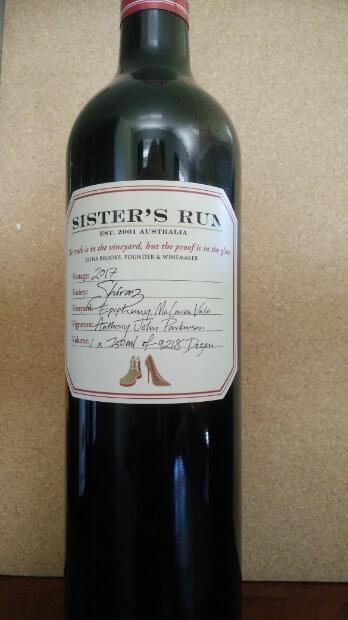 SISTER'S RUN
EST. 2001 AUSTRALIA
The truth is in the vineyard, but the proof is in the glass.
ELENA BROOKS, FOUNDER & WINEMAKER
Vintage: 2017
Variety: Shiraz
Vineyard: Epiphany, McLaren Vale
Vigneron: Anthony John Parkinson
Volume: 1 x 750ml of 9218 Dozen